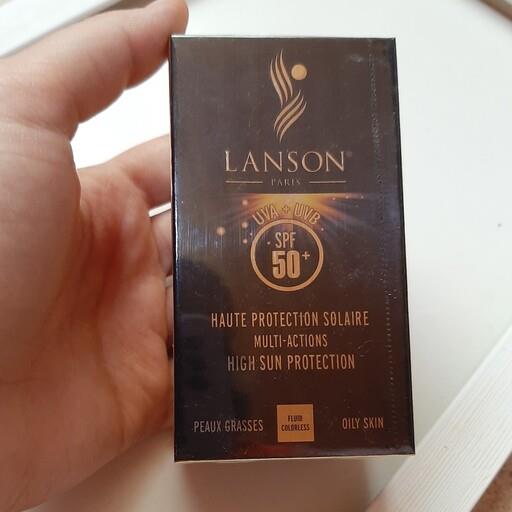 LANSON®
PARIS
UVA + UVB
SPF
50+
HAUTE PROTECTION SOLAIRE
MULTI-ACTIONS
HIGH SUN PROTECTION
PEAUX GRASSES
FLUID
COLORLESS
OILY SKIN